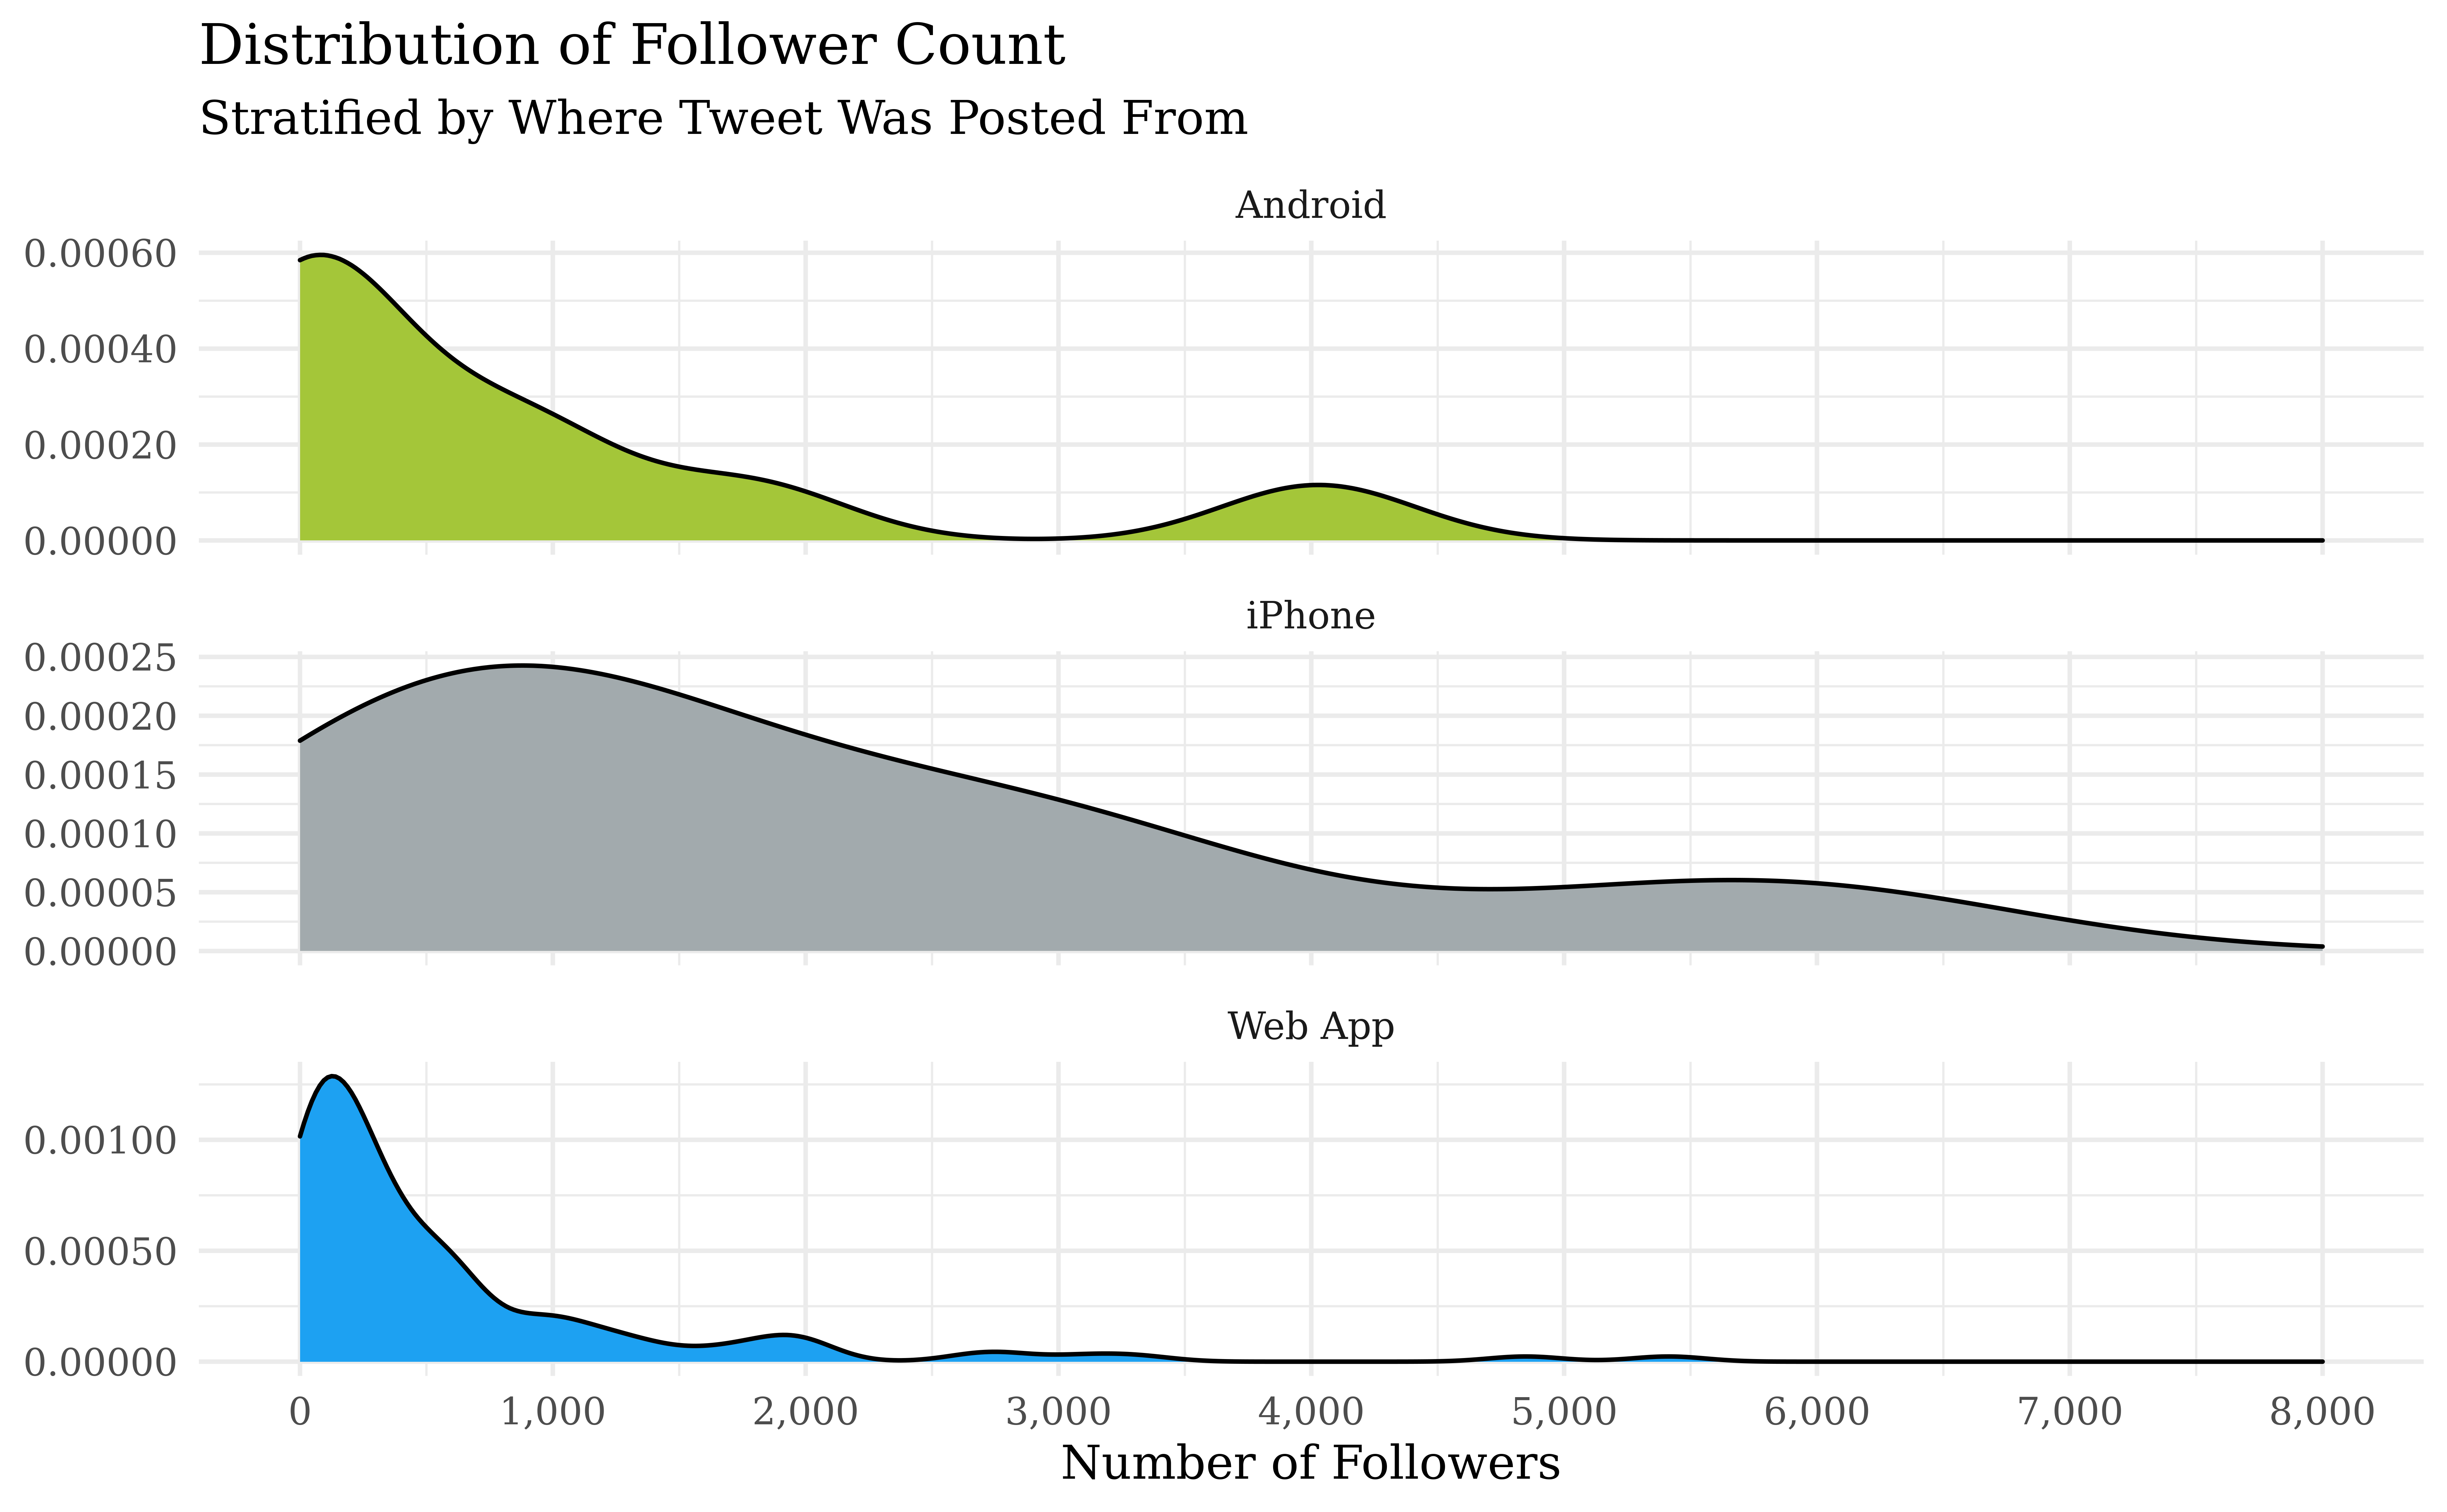 Distribution of Follower Count
Stratified by Where Tweet Was Posted From
Android
0.00060
0.00040
0.00020
0.00000
iPhone
0.00025
0.00020
0.00015
0.00010
0.00005
0.00000
Web App
0.00100
0.00050
0.00000
0 1,000 2,000 3,000 4,000 5,000 6,000 7,000 8,000
Number of Followers